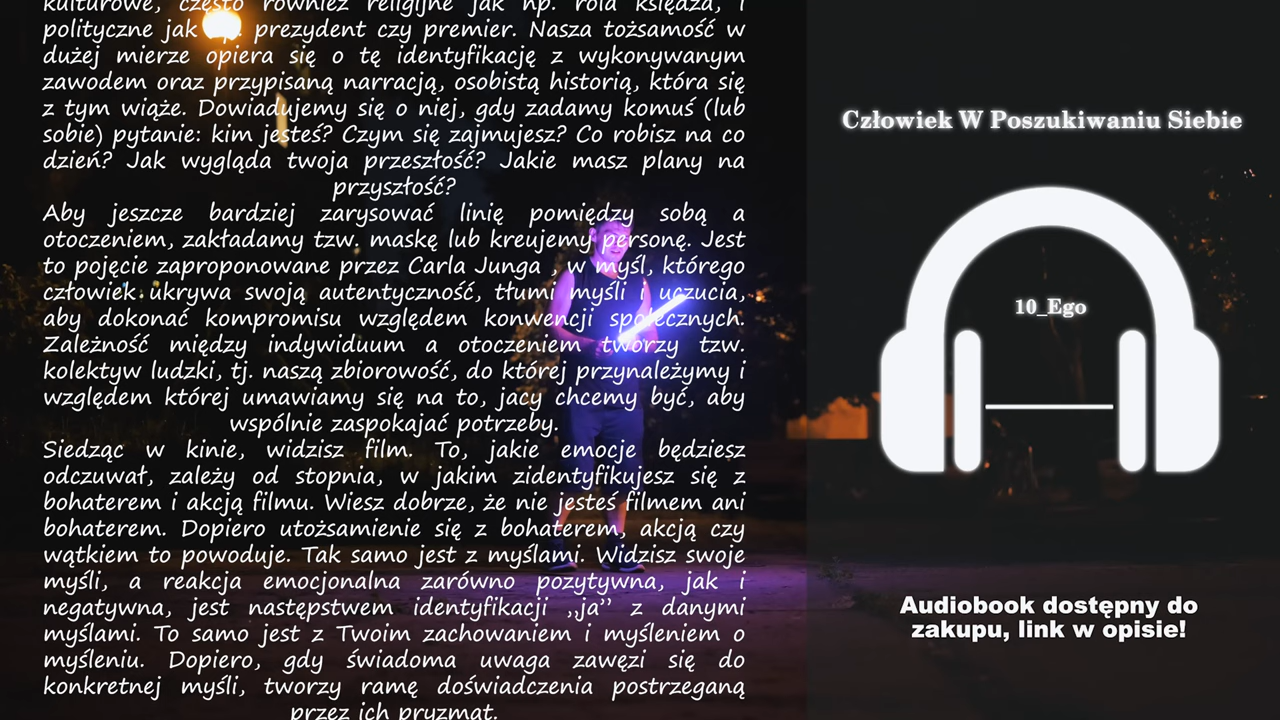 kulturowe, często również religijne jak np. rola księdza, i
polityczne jak np. prezydent czy premier. Nasza tożsamość w
dużej mierze opiera się o tę identyfikację z wykonywanym
zawodem oraz przypisaną narracją, osobistą historią, która się
z tym wiąże. Dowiadujemy się o niej, gdy zadamy komuś (lub
sobie) pytanie: kim jesteś? Czym się zajmujesz? Co robisz na co
dzień? Jak wygląda twoja przeszłość? Jakie masz plany na
przyszłość?
Aby jeszcze bardziej zarysować linię pomiędzy sobą a
otoczeniem, zakładamy tzw. maskę lub kreujemy personę. Jest
to pojęcie zaproponowane przez Carla Junga , w myśl, którego
człowiek ukrywa swoją autentyczność, tłumi myśli i uczucia,
aby dokonać kompromisu względem konwencji społecznych.
Zależność między indywiduum a otoczeniem tworzy tzw.
kolektyw ludzki, tj. naszą zbiorowość, do której przynależymy i
względem której umawiamy się na to, jacy chcemy być, aby
wspólnie zaspokajać potrzeby.
Siedząc w kinie, widzisz film. To, jakie emocje będziesz
odczuwał, zależy od stopnia, w jakim zidentyfikujesz się z
bohaterem i akcją filmu. Wiesz dobrze, że nie jesteś filmem ani
bohaterem. Dopiero utożsamienie się z bohaterem, akcją czy
wątkiem to powoduje. Tak samo jest z myślami. Widzisz swoje
myśli, a reakcja emocjonalna zarówno pozytywna, jak i
negatywna, jest następstwem identyfikacji „ja” z danymi
myślami. To samo jest z Twoim zachowaniem i myśleniem o
myśleniu. Dopiero, gdy świadoma uwaga zawęzi się do
konkretnej myśli, tworzy ramę doświadczenia postrzeganą
przez ich pryzmat.
Człowiek W Poszukiwaniu Siebie
10_Ego
Audiobook dostępny do
zakupu, link w opisie!